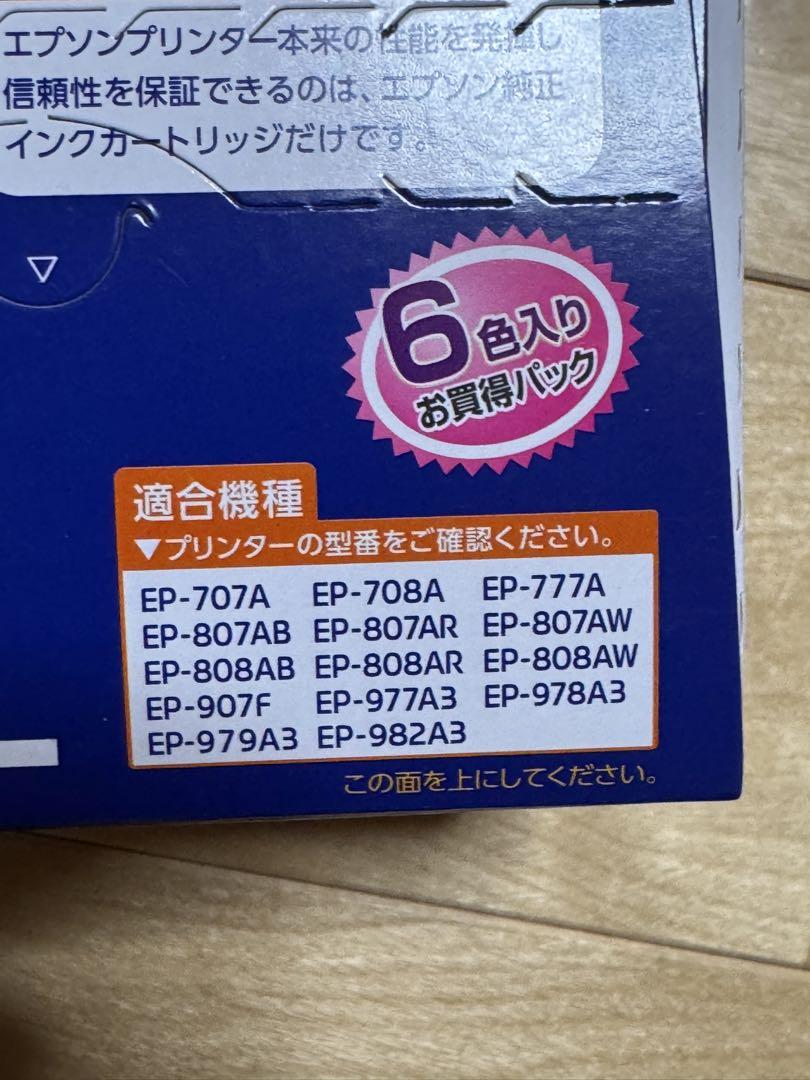 エプソンプリンター本来の性能を発揮し
信頼性を保証できるのは、エプソン純正
インクカートリッジだけです。
▽
6色入り
お買得パック
適合機種
▼プリンターの型番をご確認ください。
EP-707A EP-708A EP-777A
EP-807AB EP-807AR EP-807AW
EP-808AB EP-808AR EP-808AW
EP-907F EP-977A3 EP-978A3
EP-979A3 EP-982A3
この面を上にしてください。